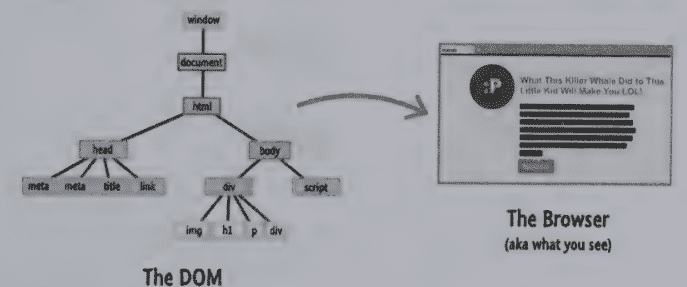 window
document
html
head
body
meta meta title link
div
script
img h1 p div
The DOM
:P
What This Killer Whale Did to This
Little Kid Will Make You LOL!
The Browser
(aka what you see)